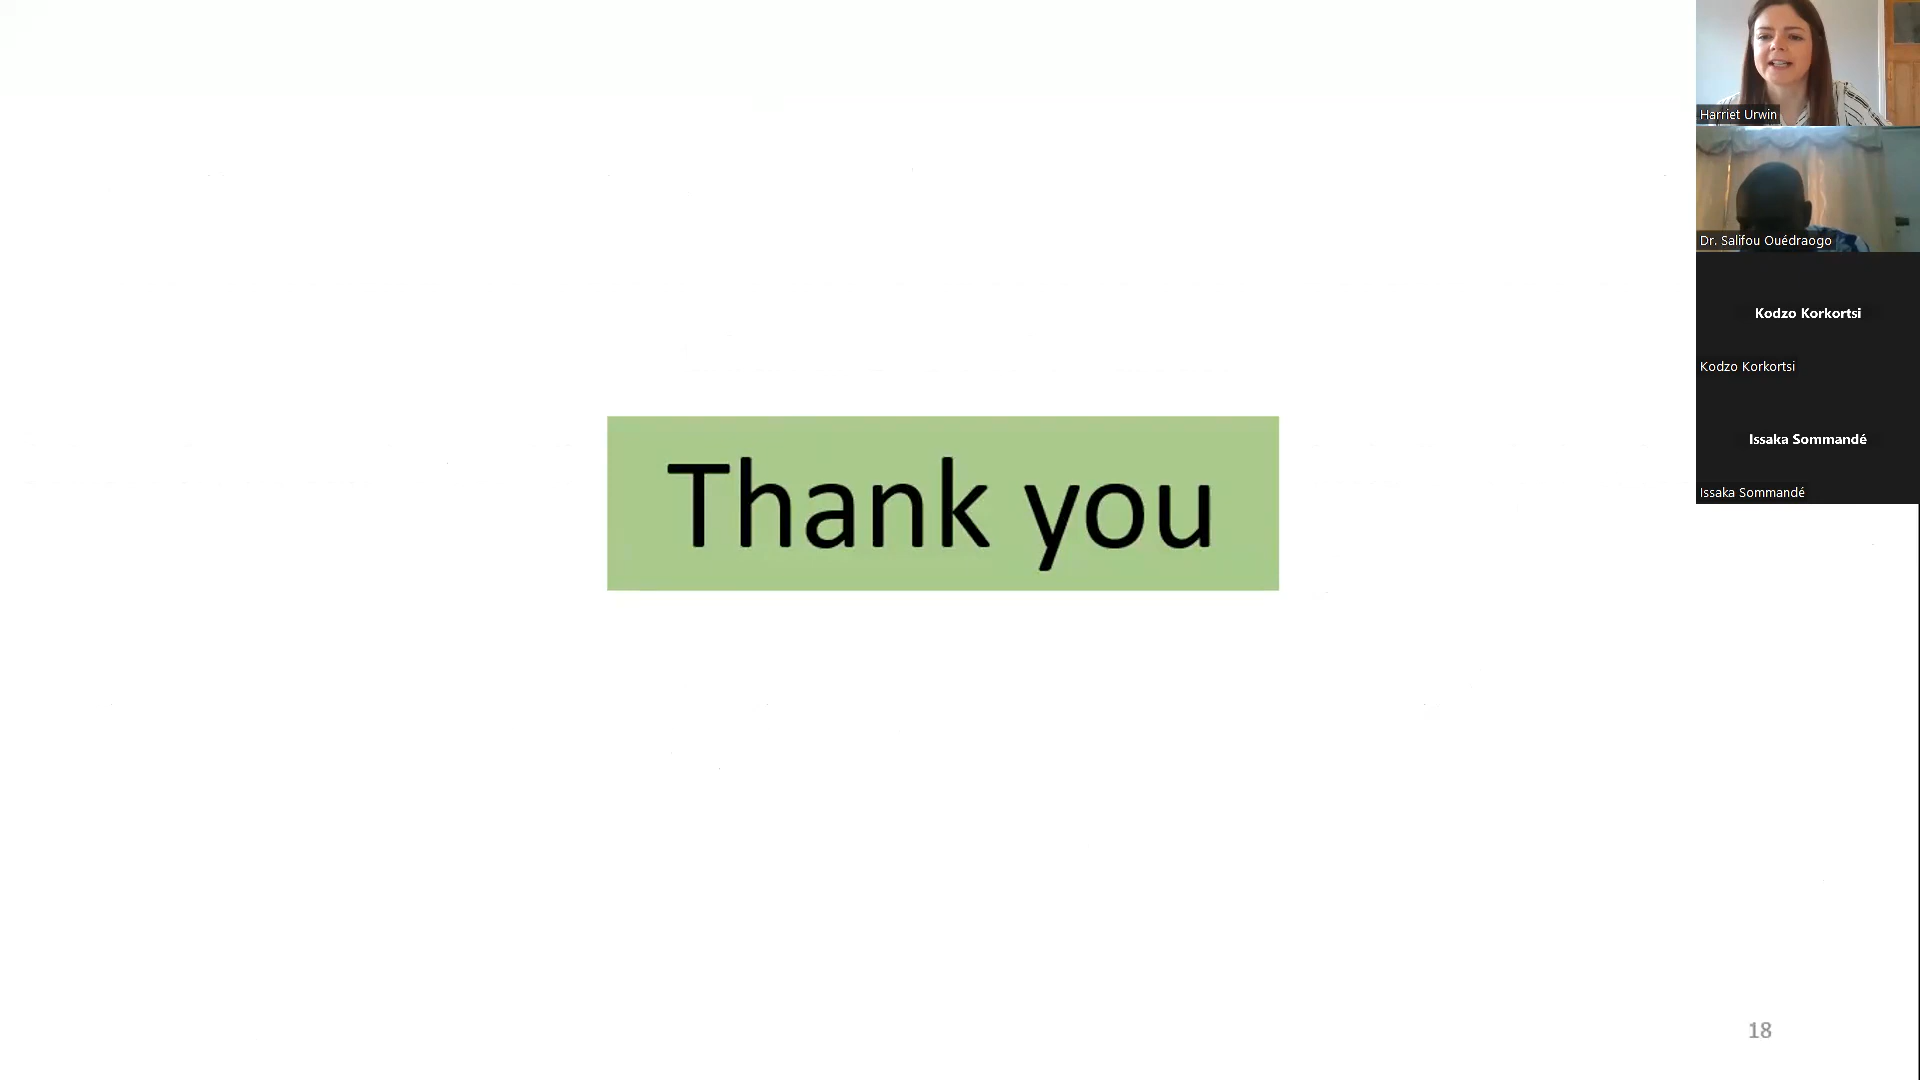 Harriet Urwin
Dr. Salifou Ouédraogo
Kodzo Korkortsi
Kodzo Korkortsi
Issaka Sommandé
Issaka Sommandé
Thank you
18